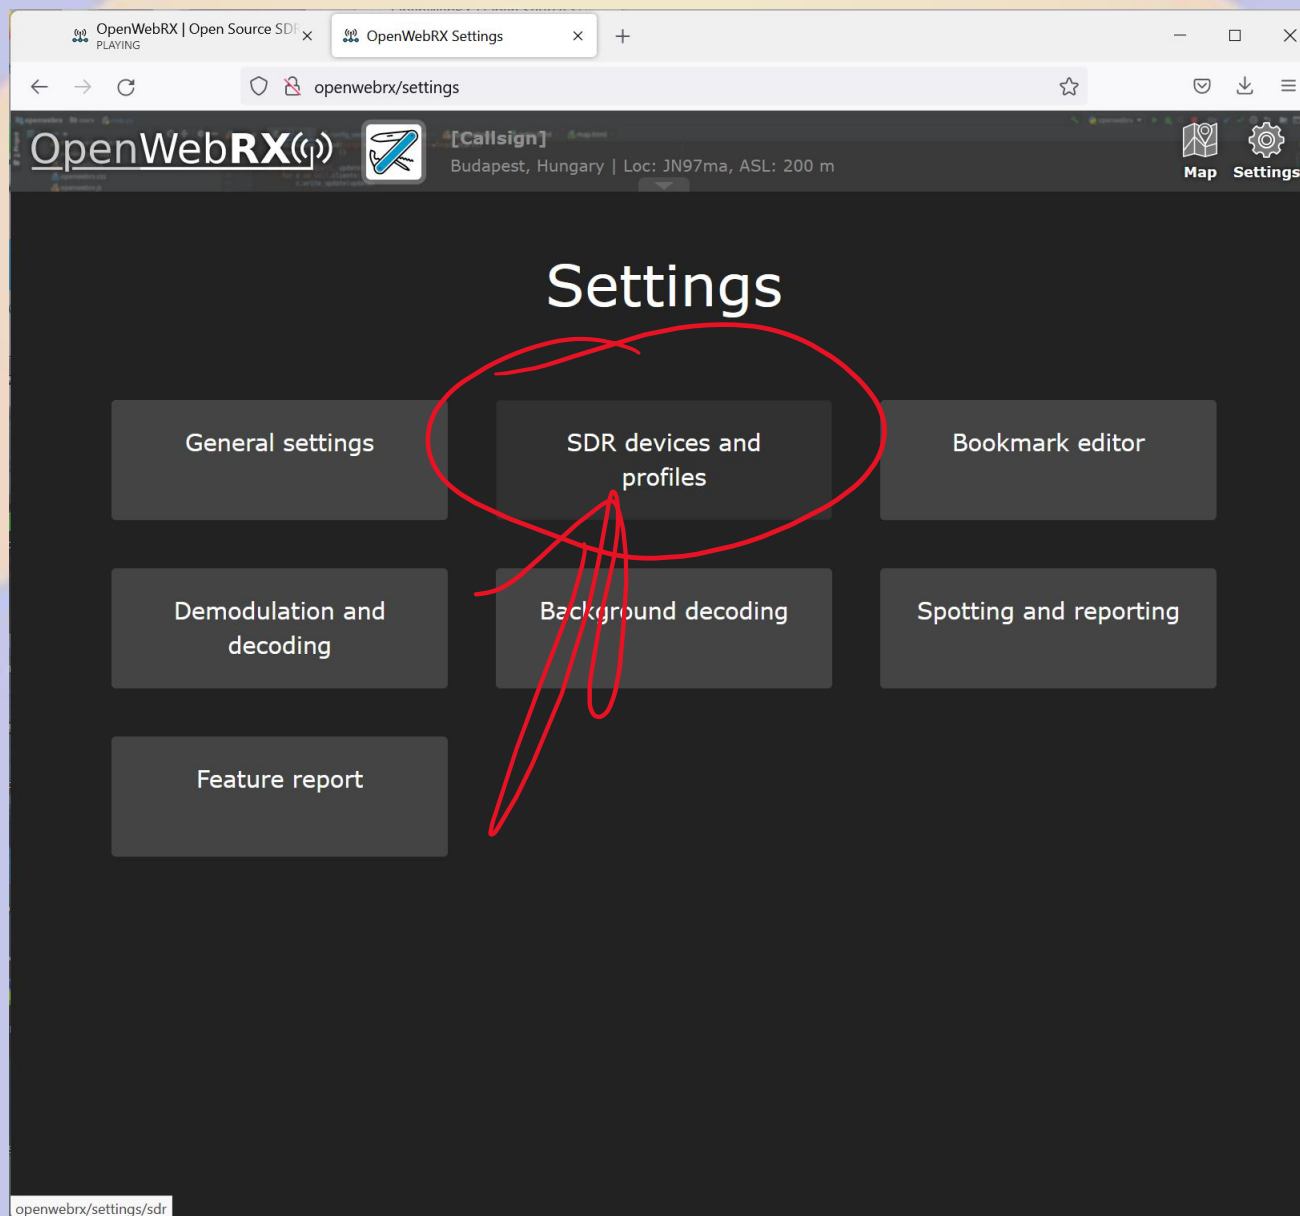 OpenWebRX | Open Source SDR
PLAYING
OpenWebRX Settings
openwebrx/settings
OpenWebRX
[Callsign]
Budapest, Hungary | Loc: JN97ma, ASL: 200 m
Map
Settings
Settings
General settings
SDR devices and
profiles
Bookmark editor
Demodulation and
decoding
Background decoding
Spotting and reporting
Feature report
openwebrx/settings/sdr